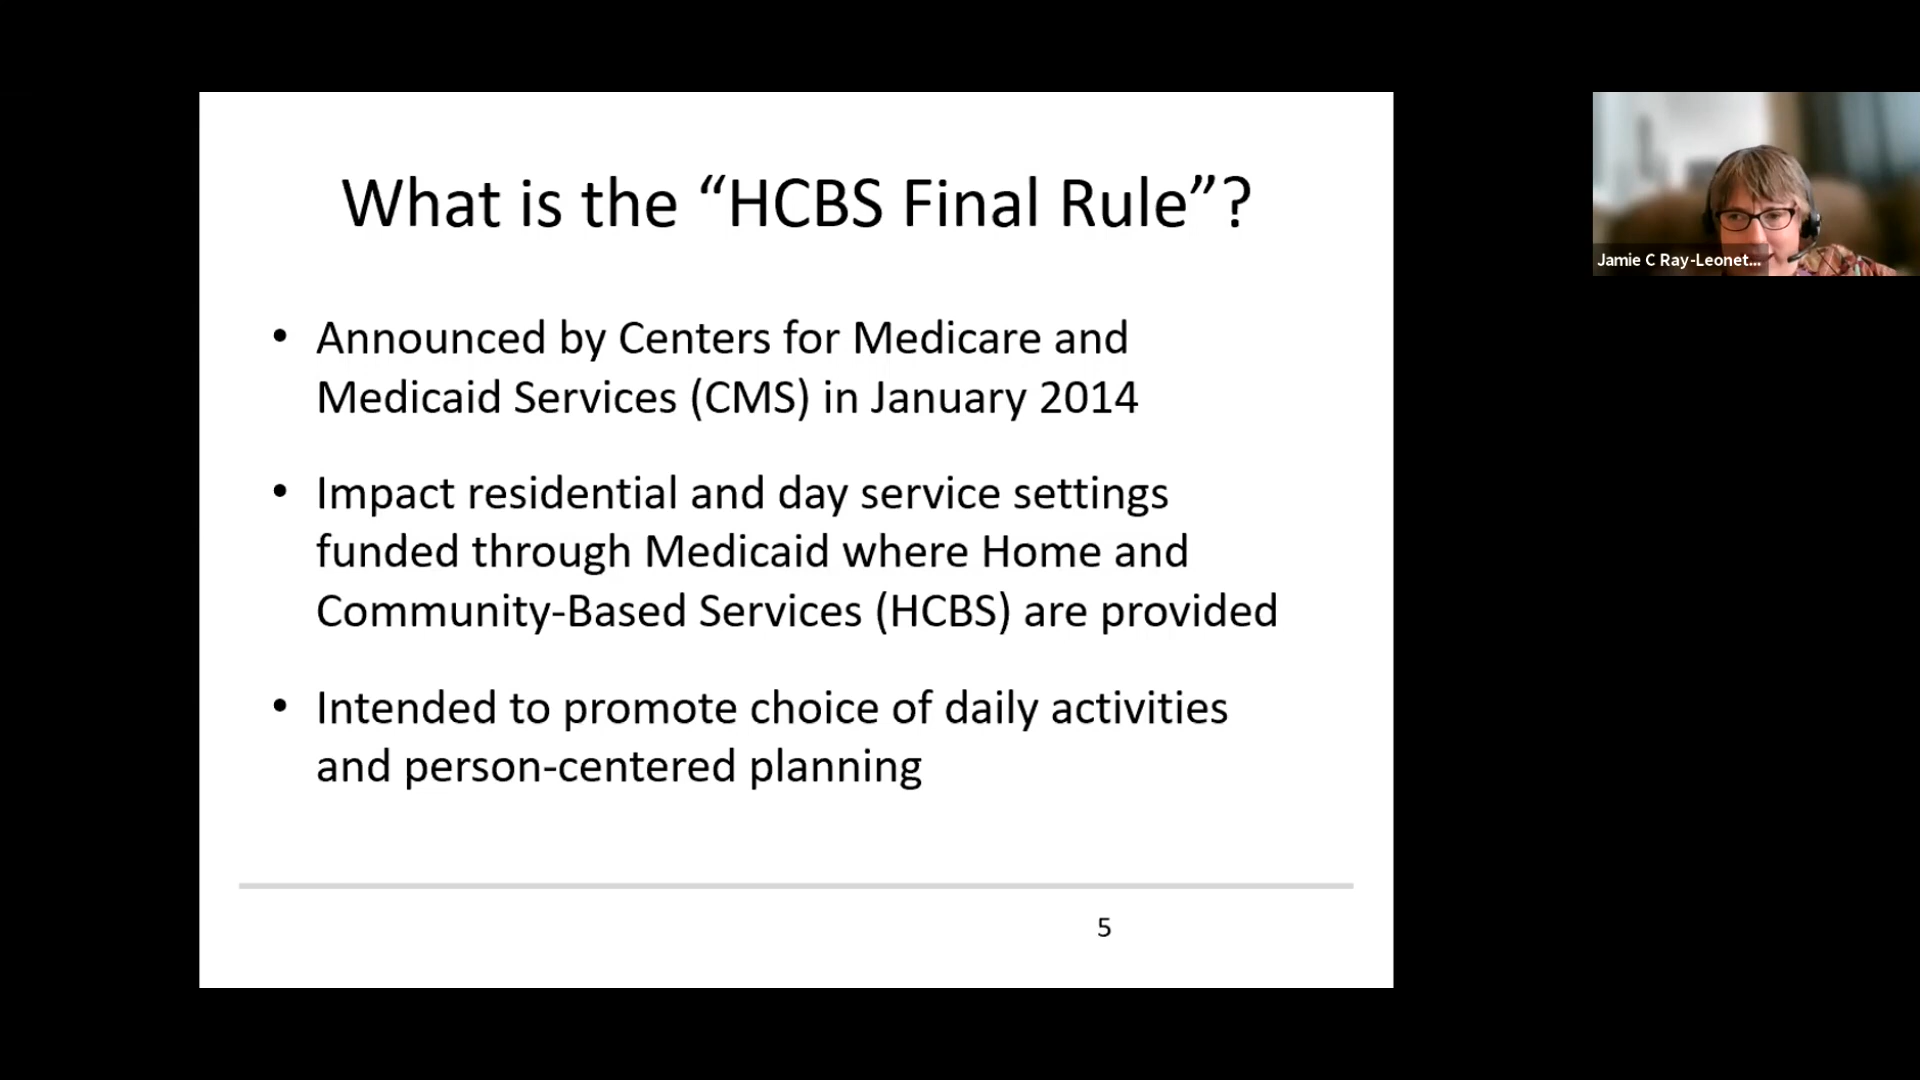 What is the “HCBS Final Rule”?
• Announced by Centers for Medicare and
Medicaid Services (CMS) in January 2014
• Impact residential and day service settings
funded through Medicaid where Home and
Community-Based Services (HCBS) are provided
• Intended to promote choice of daily activities
and person-centered planning
5
Jamie C Ray-Leonet...